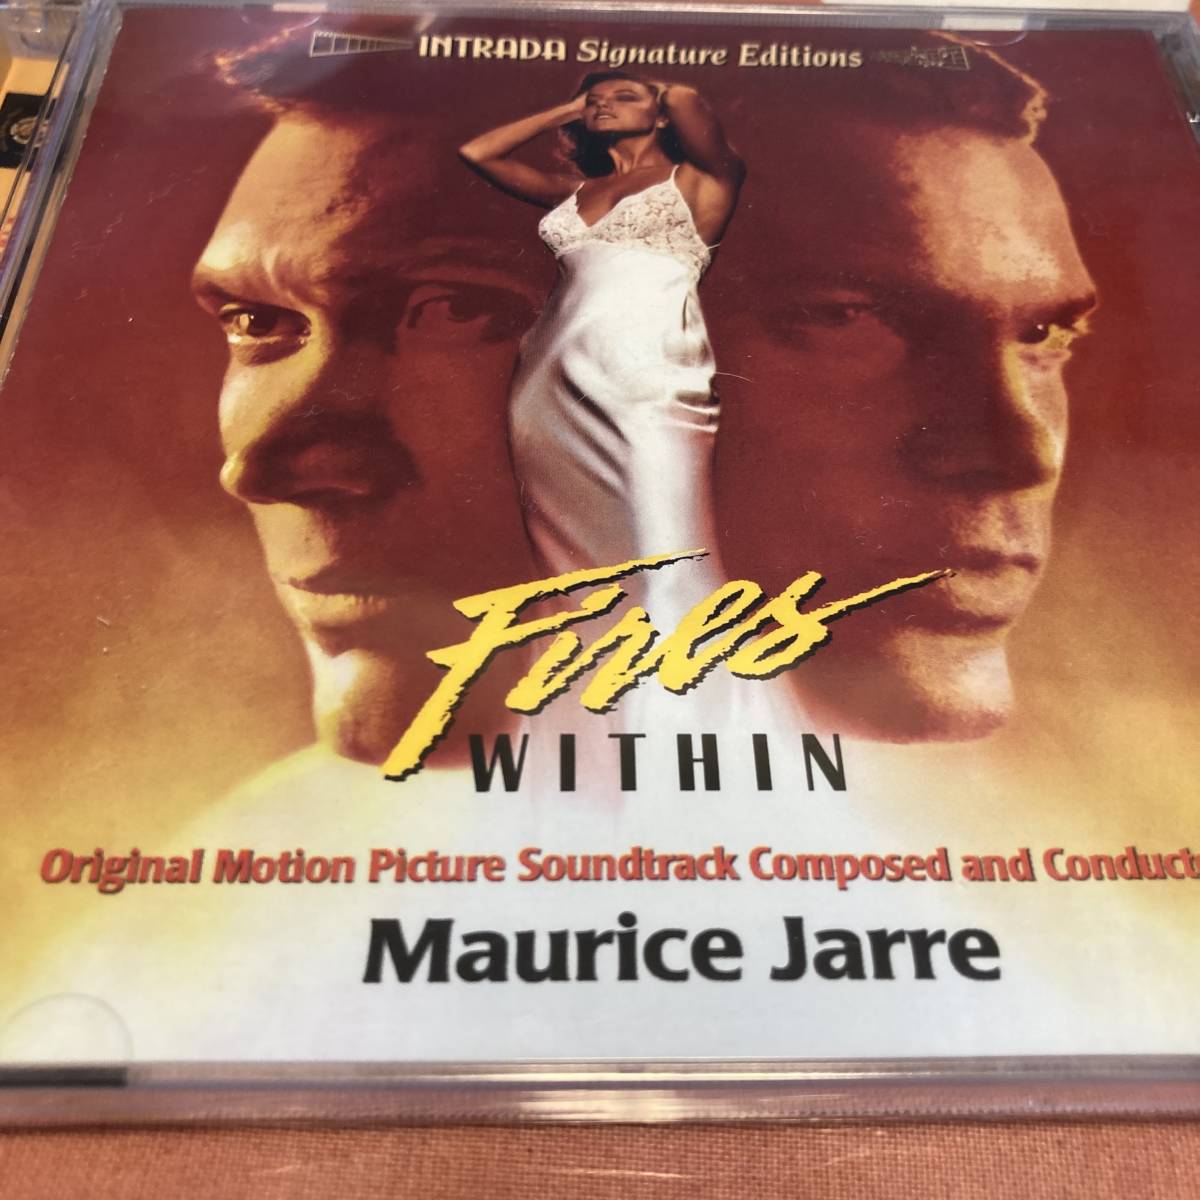 INTRADA Signature Editions
Fires
WITHIN
Original Motion Picture Soundtrack Composed and Conduct
Maurice Jarre